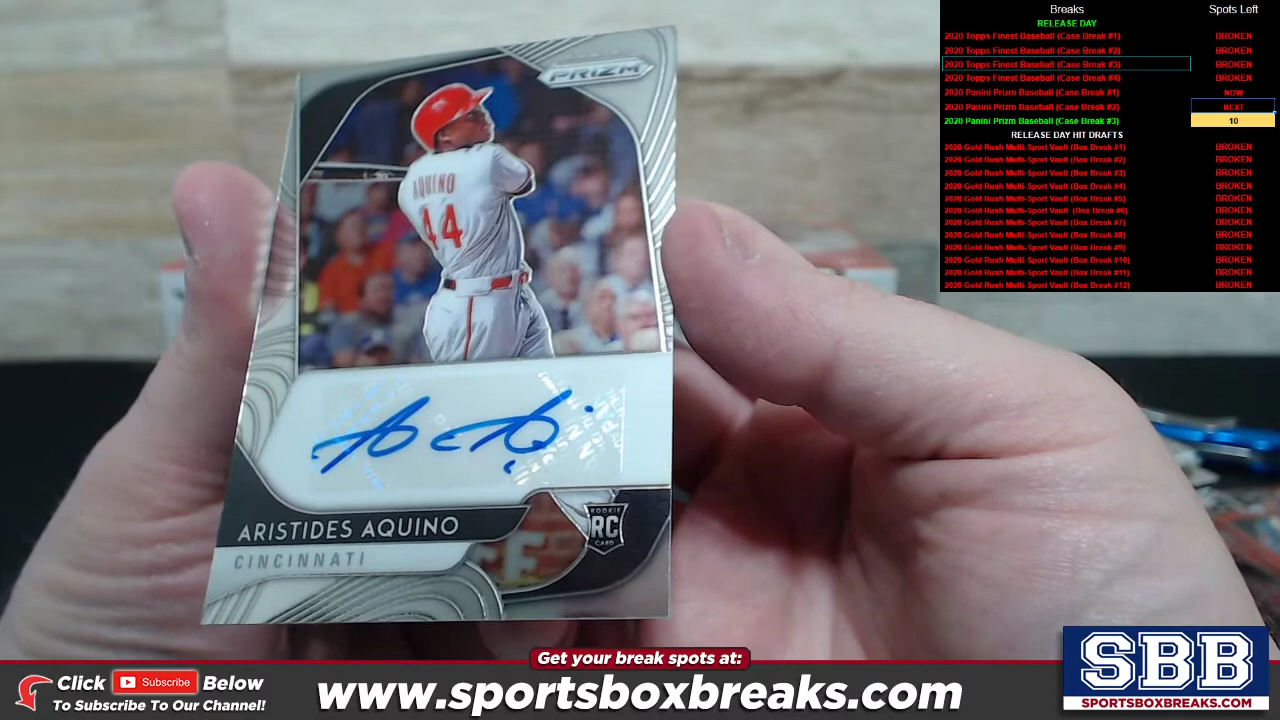 Breaks Spots Left
RELEASE DAY
2020 Topps Finest Baseball (Case Break #1) BROKEN
2020 Topps Finest Baseball (Case Break #2) BROKEN
2020 Topps Finest Baseball (Case Break #3) BROKEN
2020 Topps Finest Baseball (Case Break #4) BROKEN
2020 Panini Prizm Baseball (Case Break #1) NOW
2020 Panini Prizm Baseball (Case Break #2) NEXT
2020 Panini Prizm Baseball (Case Break #3) 10
RELEASE DAY HIT DRAFTS
2020 Gold Rush Multi-Sport Vault (Box Break #1) BROKEN
2020 Gold Rush Multi-Sport Vault (Box Break #2) BROKEN
2020 Gold Rush Multi-Sport Vault (Box Break #3) BROKEN
2020 Gold Rush Multi-Sport Vault (Box Break #4) BROKEN
2020 Gold Rush Multi-Sport Vault (Box Break #5) BROKEN
2020 Gold Rush Multi-Sport Vault (Box Break #6) BROKEN
2020 Gold Rush Multi-Sport Vault (Box Break #7) BROKEN
2020 Gold Rush Multi-Sport Vault (Box Break #8) BROKEN
2020 Gold Rush Multi-Sport Vault (Box Break #9) BROKEN
2020 Gold Rush Multi-Sport Vault (Box Break #10) BROKEN
2020 Gold Rush Multi-Sport Vault (Box Break #11) BROKEN
2020 Gold Rush Multi-Sport Vault (Box Break #12) BROKEN
PRIZM
AQUINO
44
ARISTIDES AQUINO
CINCINNATI
ROOKIE
RC
CARD
Get your break spots at:
Click Subscribe Below
To Subscribe To Our Channel!
www.sportsboxbreaks.com
SBB
SPORTSBOXBREAKS.COM